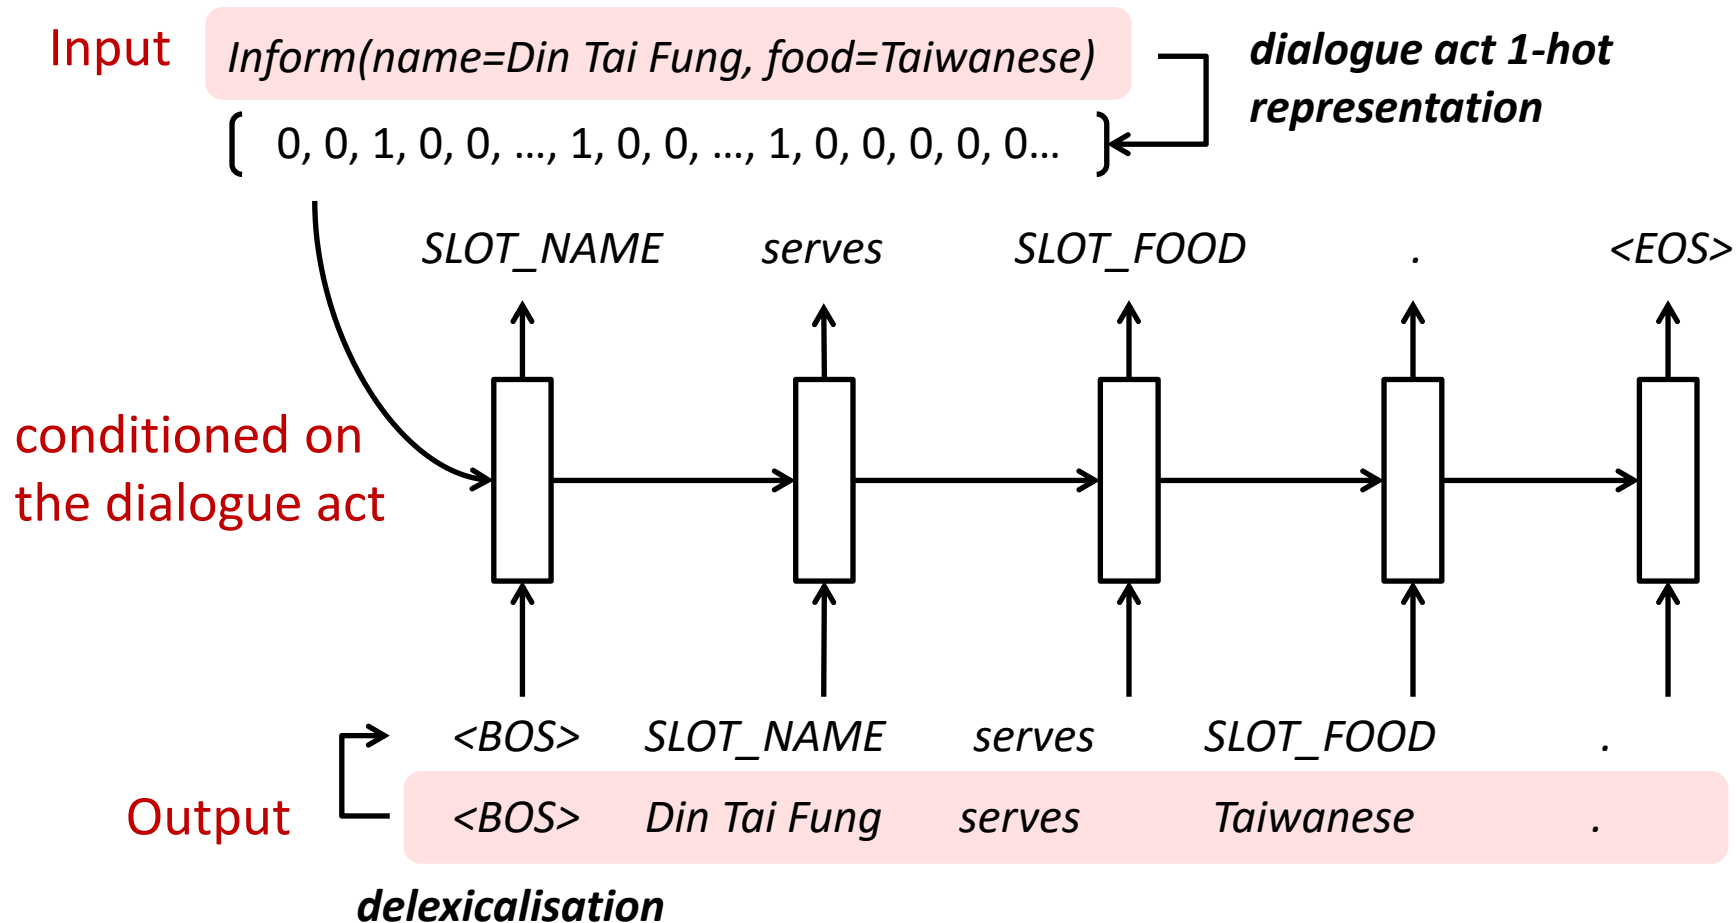 Input
Inform(name=Din Tai Fung, food=Taiwanese)
dialogue act 1-hot
representation
[ 0, 0, 1, 0, 0, …, 1, 0, 0, …, 1, 0, 0, 0, 0, 0… ]
SLOT_NAME serves SLOT_FOOD . <EOS>
conditioned on
the dialogue act
<BOS> SLOT_NAME serves SLOT_FOOD .
Output
<BOS> Din Tai Fung serves Taiwanese .
delexicalisation